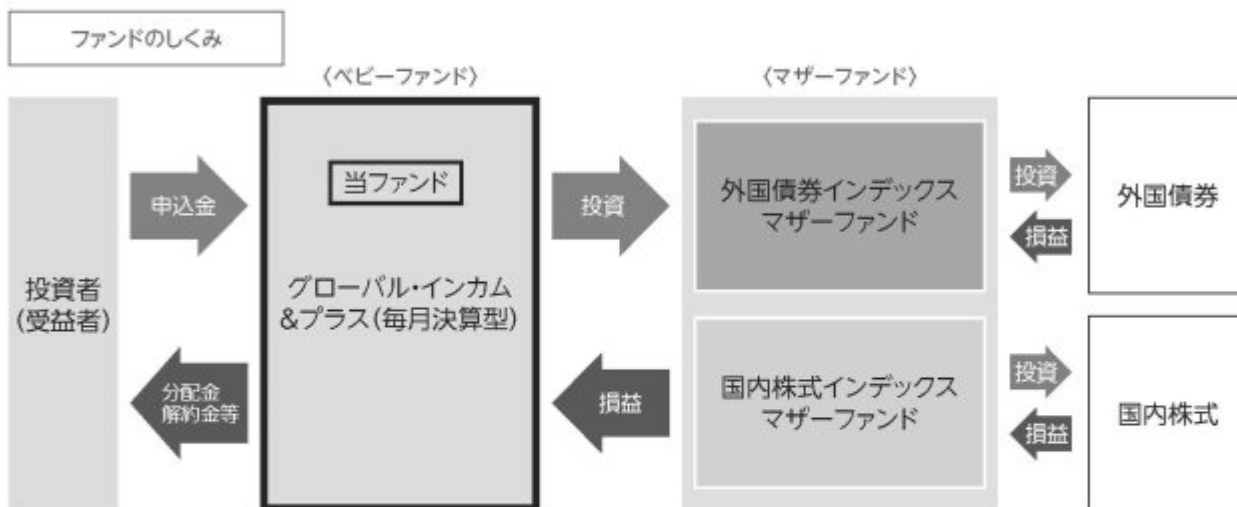 ファンドのしくみ
〈ベビーファンド〉
〈マザーファンド〉
投資者
(受益者)
申込金
分配金
解約金等
当ファンド
グローバル・インカム
&プラス(毎月決算型)
投資
損益
外国債券インデックス
マザーファンド
国内株式インデックス
マザーファンド
投資
損益
投資
損益
外国債券
国内株式